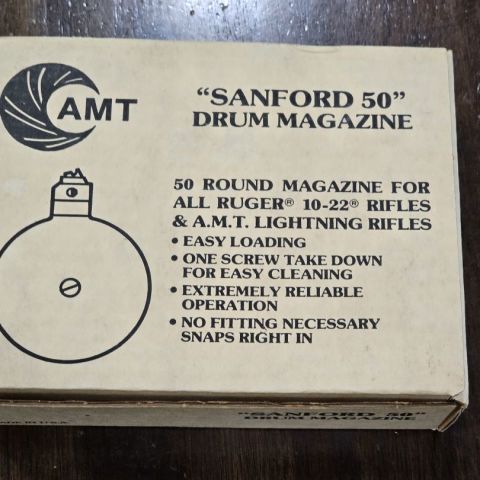 AMT
"SANFORD 50"
DRUM MAGAZINE
50 ROUND MAGAZINE FOR
ALL RUGER® 10-22® RIFLES
& A.M.T. LIGHTNING RIFLES
• EASY LOADING
• ONE SCREW TAKE DOWN
FOR EASY CLEANING
• EXTREMELY RELIABLE
OPERATION
• NO FITTING NECESSARY
SNAPS RIGHT IN
"SANFORD 50"
DRUM MAGAZINE
IN U.S.A.